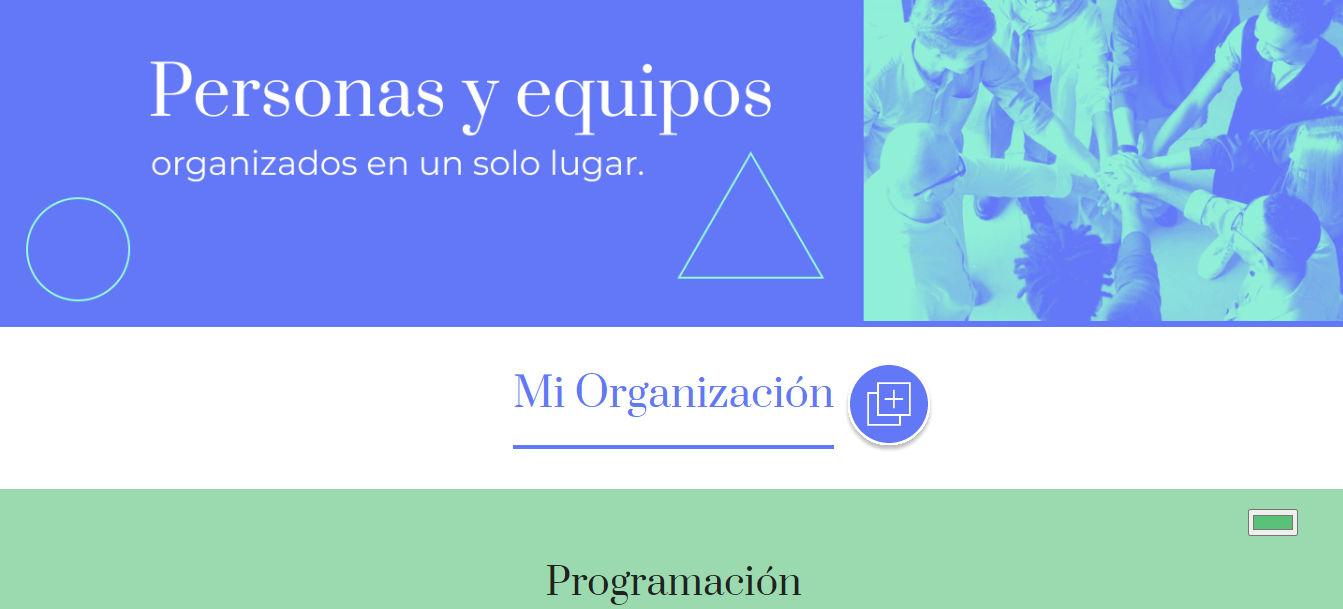 Personas y equipos
organizados en un solo lugar.
Mi Organización
Programación